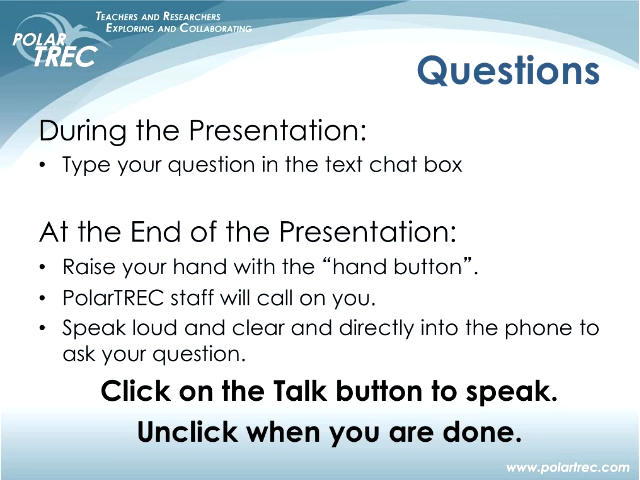 TEACHERS AND RESEARCHERS
EXPLORING AND COLLABORATING
POLAR
TREC
Questions
During the Presentation:
• Type your question in the text chat box
At the End of the Presentation:
• Raise your hand with the “hand button”.
• PolarTREC staff will call on you.
• Speak loud and clear and directly into the phone to
ask your question.
Click on the Talk button to speak.
Unclick when you are done.
www.polartrec.com